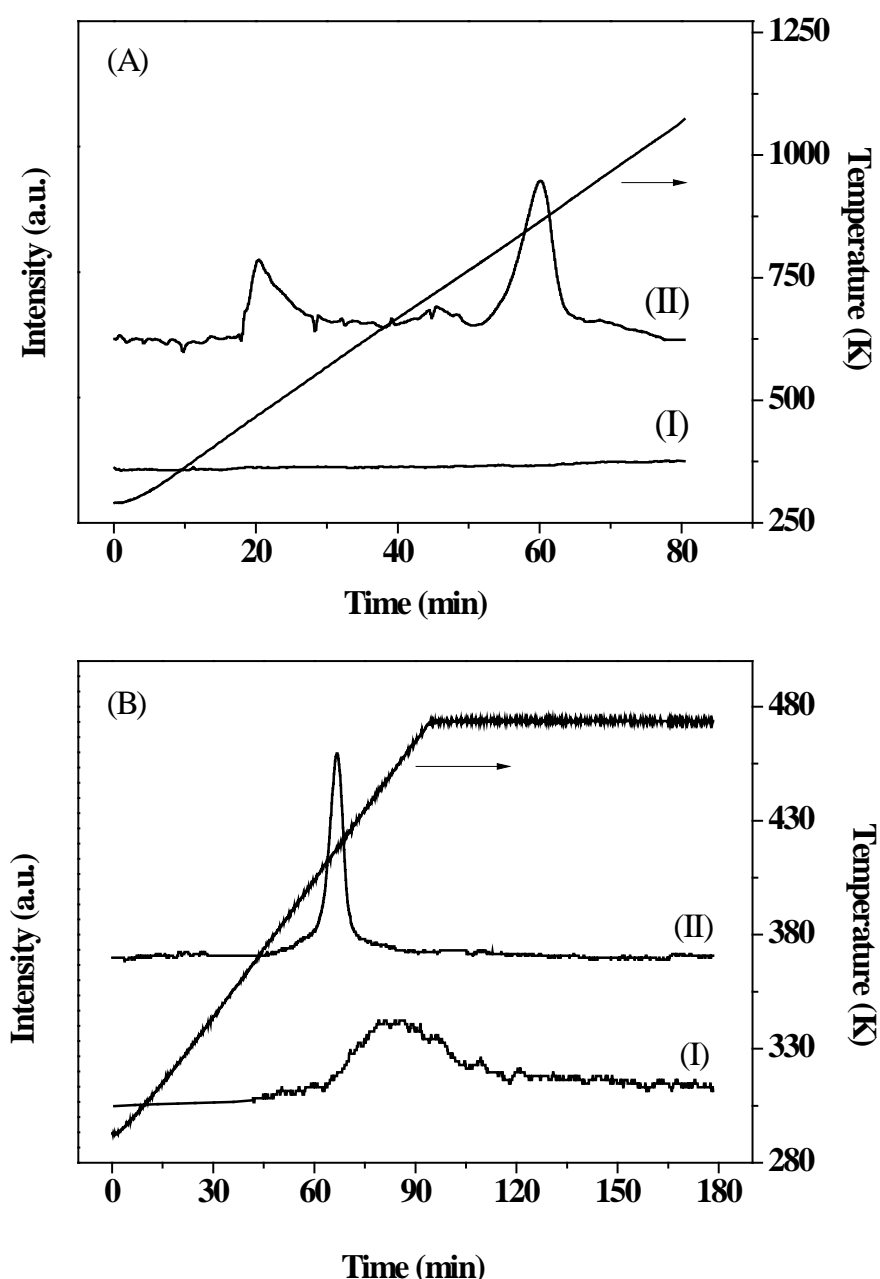 (A)
1250
1000
750
500
250
Intensity (a.u.)
Temperature (K)
(II)
(I)
0 20 40 60 80
Time (min)
(B)
480
430
380
330
280
Intensity (a.u.)
Temperature (K)
(II)
(I)
0 30 60 90 120 150 180
Time (min)